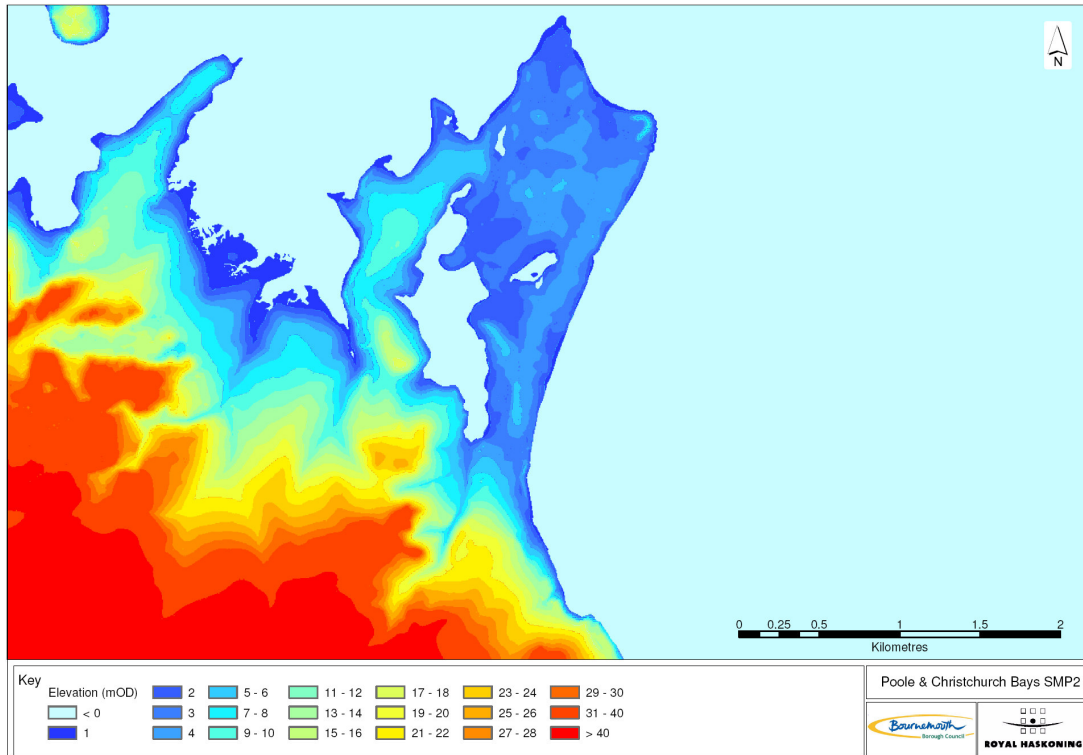 N
0 0.25 0.5 1 1.5 2
Kilometres
Key
Elevation (mOD)
< 0
1
2
3
4
5 - 6
7 - 8
9 - 10
11 - 12
13 - 14
15 - 16
17 - 18
19 - 20
21 - 22
23 - 24
25 - 26
27 - 28
29 - 30
31 - 40
> 40
Poole & Christchurch Bays SMP2
Bournemouth
Borough Council
ROYAL HASKONING